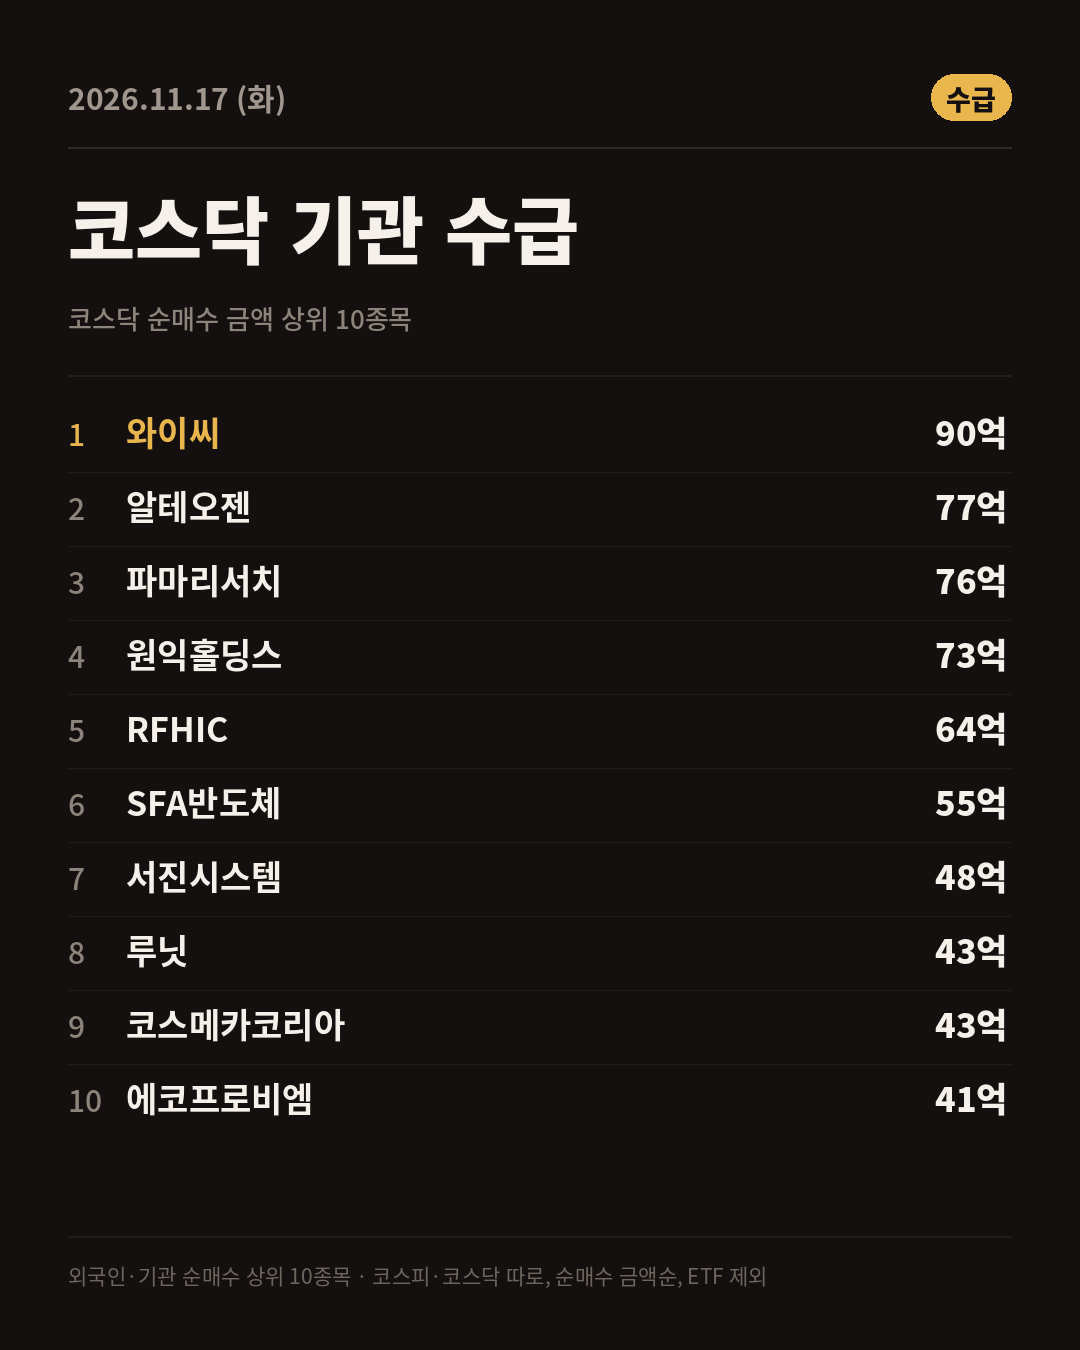 2026.11.17 (화)
수급
코스닥 기관 수급
코스닥 순매수 금액 상위 10종목
1 와이씨 90억
2 알테오젠 77억
3 파마리서치 76억
4 원익홀딩스 73억
5 RFHIC 64억
6 SFA반도체 55억
7 서진시스템 48억
8 루닛 43억
9 코스메카코리아 43억
10 에코프로비엠 41억
외국인·기관 순매수 상위 10종목 · 코스피·코스닥 따로, 순매수 금액순, ETF 제외